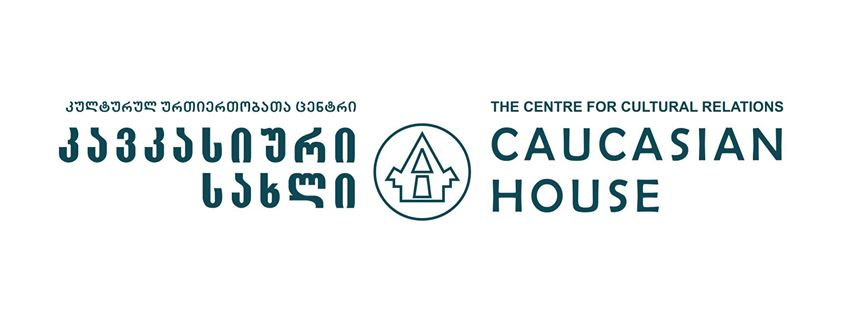 კულტურულ ურთიერთობათა ცენტრი
კავკასიური
სახლი
THE CENTRE FOR CULTURAL RELATIONS
CAUCASIAN
HOUSE